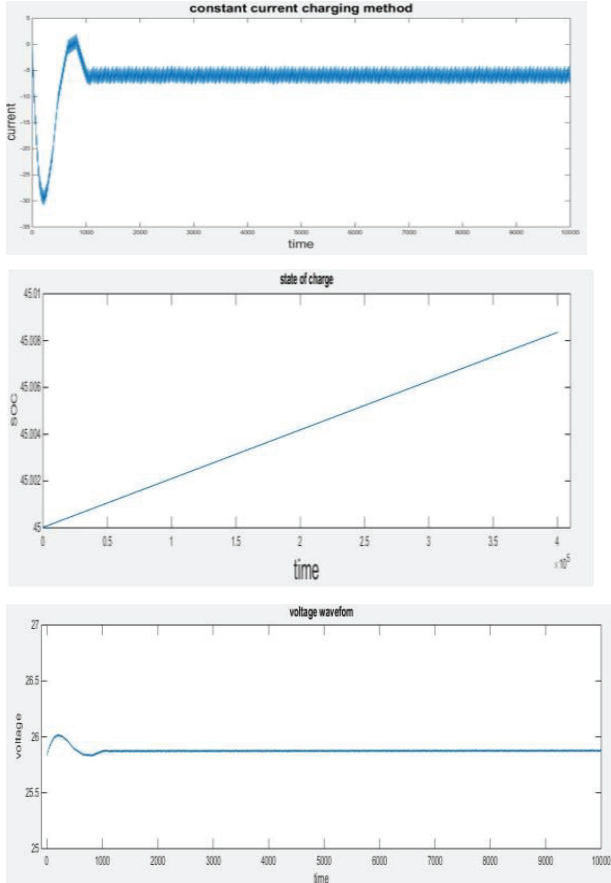 constant current charging method
5
0
-5
-10
-15
-20
-25
-30
-35
current
0 1000 2000 3000 4000 5000 6000 7000 8000 9000 10000
time
state of charge
45.01
45.008
45.006
45.004
45.002
45
SOC
0 0.5 1 1.5 2 2.5 3 3.5 4
×10⁵
time
voltage wavefom
27
26.5
26
25.5
25
voltage
0 1000 2000 3000 4000 5000 6000 7000 8000 9000 10000
time